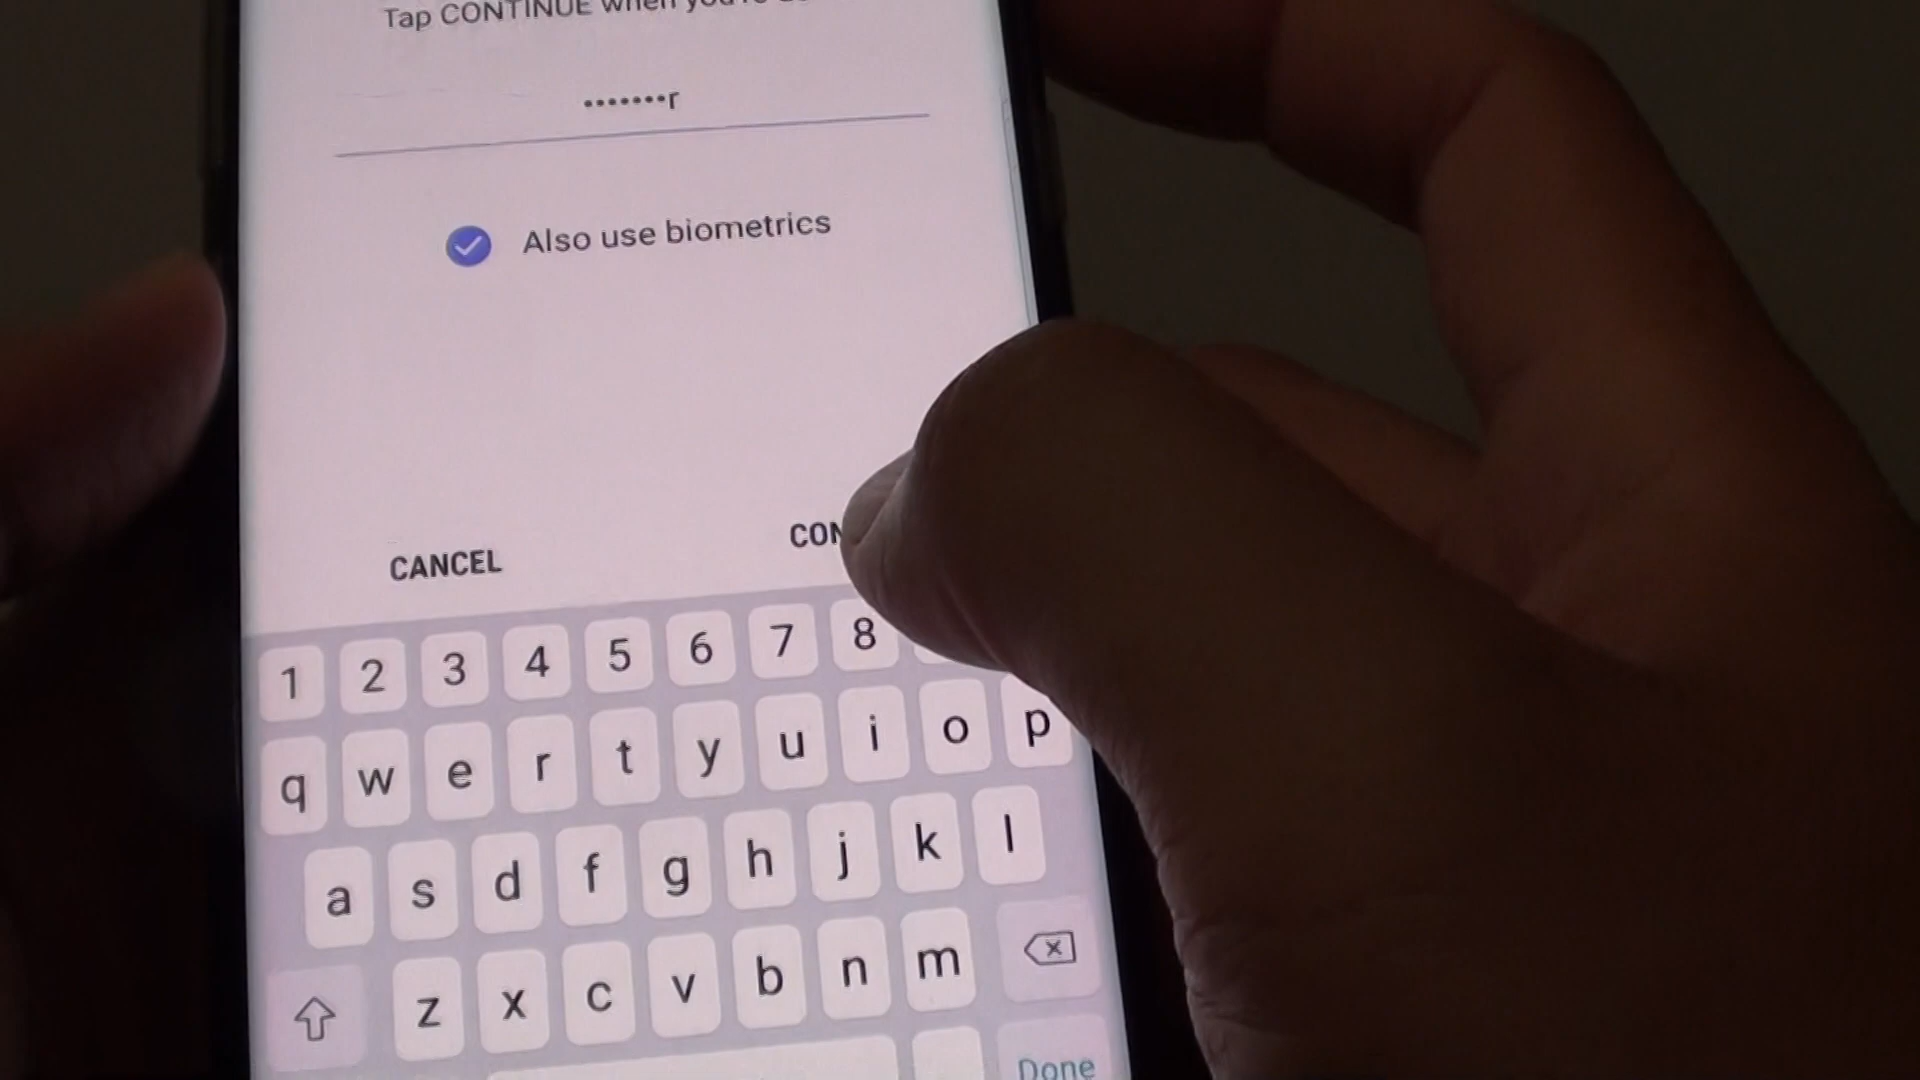 Tap CONTINUE when you're
•••••••r
Also use biometrics
CANCEL
CON
1 2 3 4 5 6 7 8
q w e r t y u i o p
a s d f g h j k l
z x c v b n m
Done